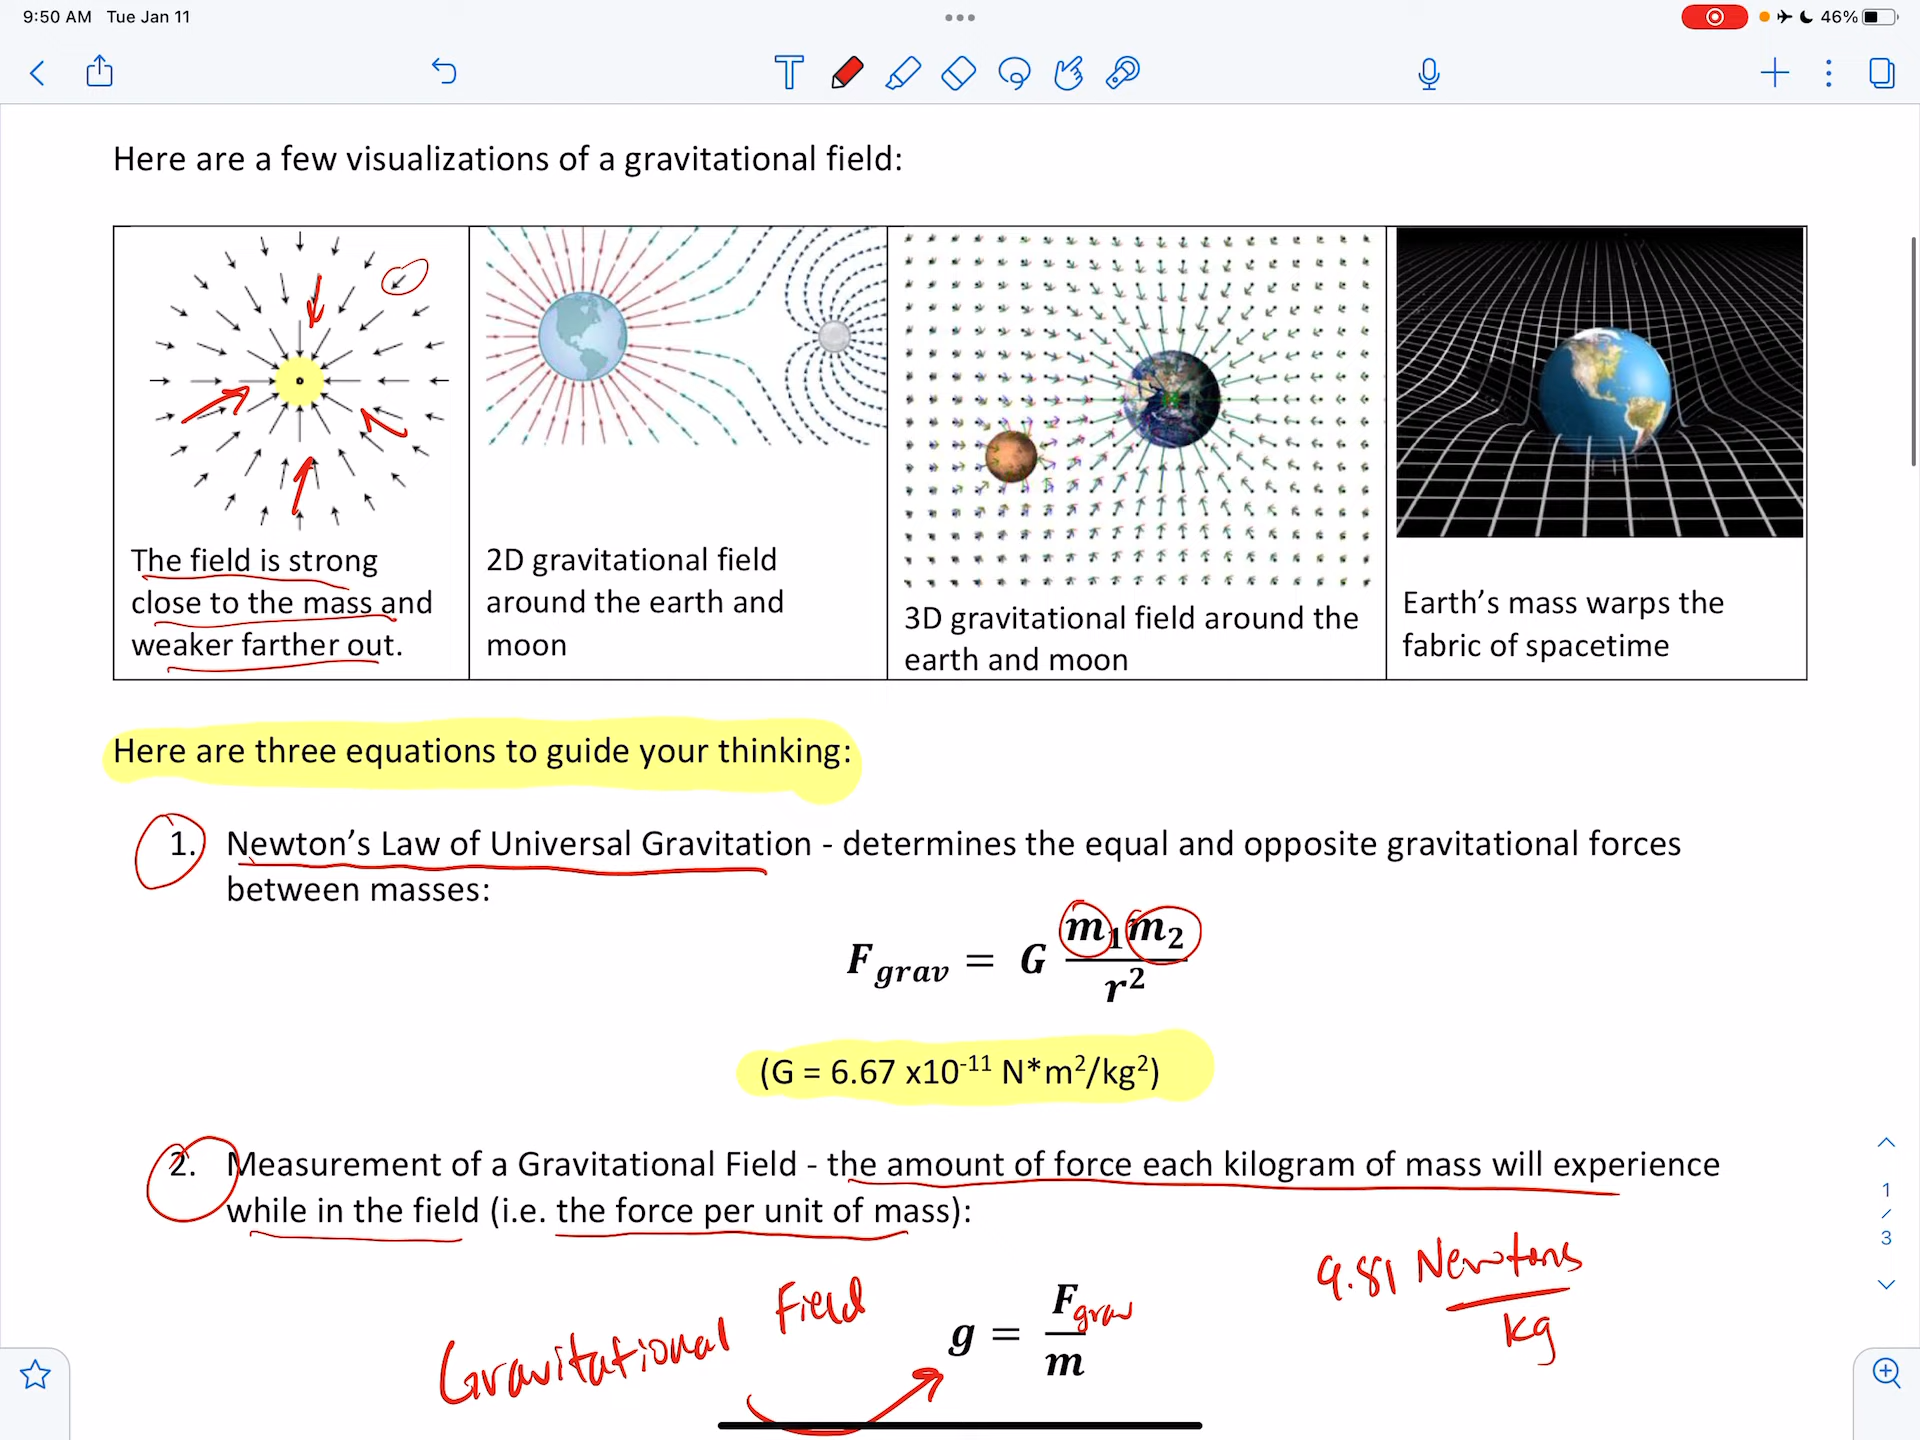 9:50 AM Tue Jan 11
46%
Here are a few visualizations of a gravitational field:
The field is strong
close to the mass and
weaker farther out.
2D gravitational field
around the earth and
moon
3D gravitational field around the
earth and moon
Earth's mass warps the
fabric of spacetime
Here are three equations to guide your thinking:
1. Newton's Law of Universal Gravitation - determines the equal and opposite gravitational forces
between masses:
F_grav = G m₁m₂ / r²
(G = 6.67 x10⁻¹¹ N*m²/kg²)
2. Measurement of a Gravitational Field - the amount of force each kilogram of mass will experience
while in the field (i.e. the force per unit of mass):
Gravitational Field
g = F_grav / m
9.81 Newtons / kg
1 / 3